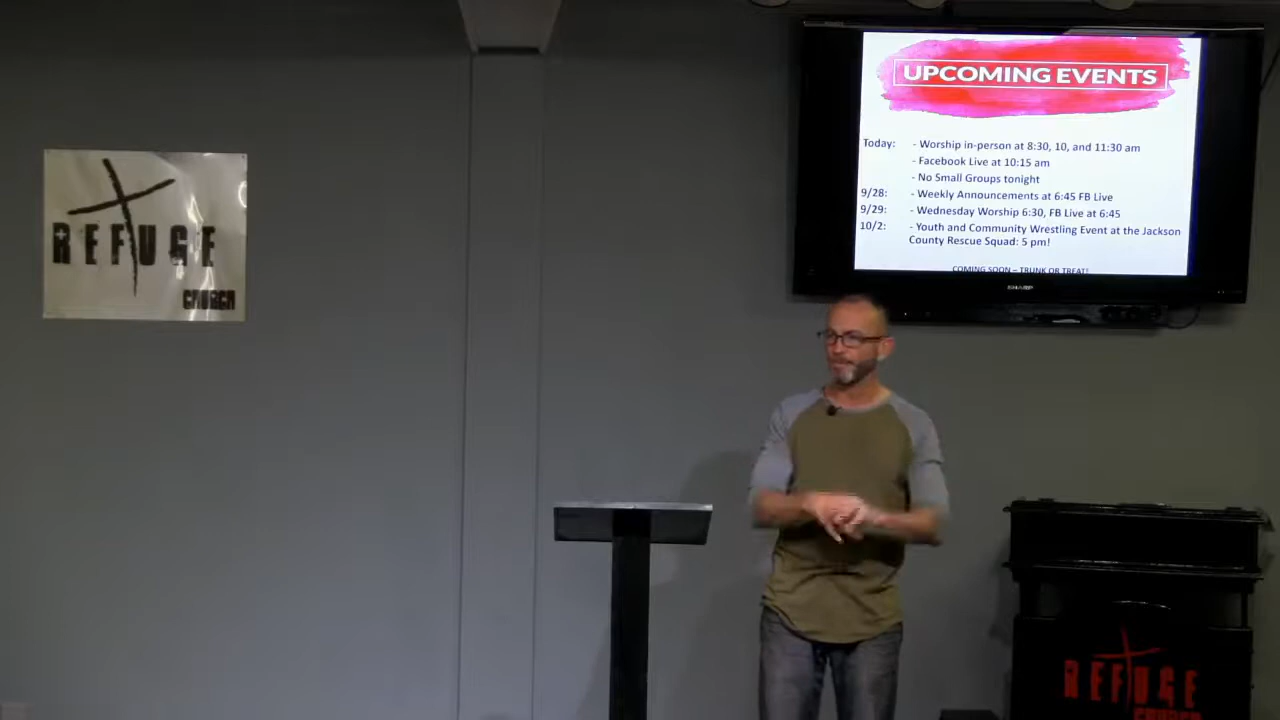 REFUGE
CHURCH
UPCOMING EVENTS
Today: - Worship in-person at 8:30, 10, and 11:30 am
- Facebook Live at 10:15 am
- No Small Groups tonight
9/28: - Weekly Announcements at 6:45 FB Live
9/29: - Wednesday Worship 6:30, FB Live at 6:45
10/2: - Youth and Community Wrestling Event at the Jackson
County Rescue Squad: 5 pm!
COMING SOON – TRUNK OR TREAT!
SHARP
REFUGE
CHURCH